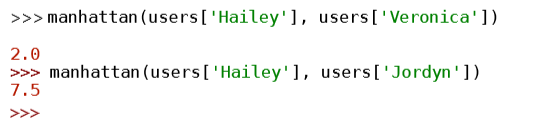 >>> manhattan(users['Hailey'], users['Veronica'])
2.0
>>> manhattan(users['Hailey'], users['Jordyn'])
7.5
>>>